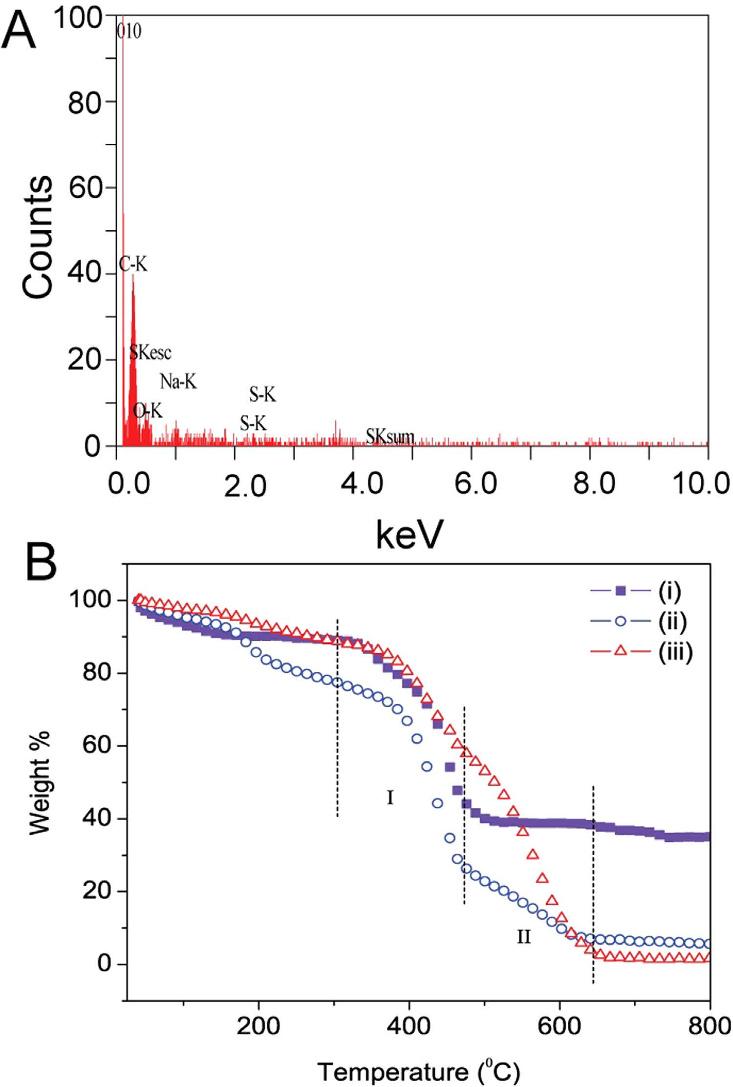 A
100
010
80
60
40
20
0
Counts
C-K
SKesc
Na-K
O-K
S-K
S-K
SKsum
0.0 2.0 4.0 6.0 8.0 10.0
keV
B
100
80
60
40
20
0
Weight %
(i)
(ii)
(iii)
I
II
200 400 600 800
Temperature (⁰C)